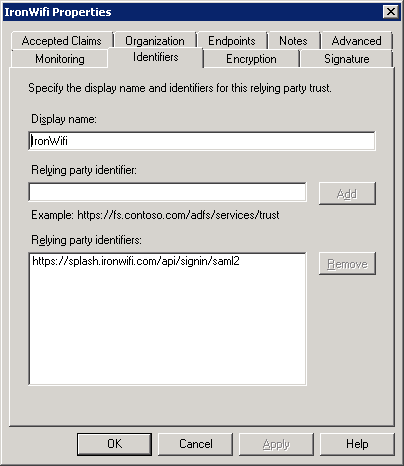 IronWifi Properties
Accepted Claims Organization Endpoints Notes Advanced
Monitoring Identifiers Encryption Signature
Specify the display name and identifiers for this relying party trust.
Display name:
IronWifi
Relying party identifier:
Add
Example: https://fs.contoso.com/adfs/services/trust
Relying party identifiers:
https://splash.ironwifi.com/api/signin/saml2
Remove
OK Cancel Apply Help